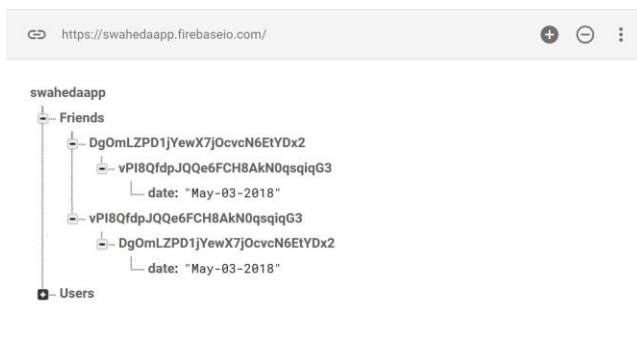 https://swahedaapp.firebaseio.com/
swahedaapp
Friends
DgOmLZPD1jYewX7jOcvcN6EtYDx2
vPI8QfdpJQQe6FCH8AkN0qsqiqG3
date: "May-03-2018"
vPI8QfdpJQQe6FCH8AkN0qsqiqG3
DgOmLZPD1jYewX7jOcvcN6EtYDx2
date: "May-03-2018"
Users